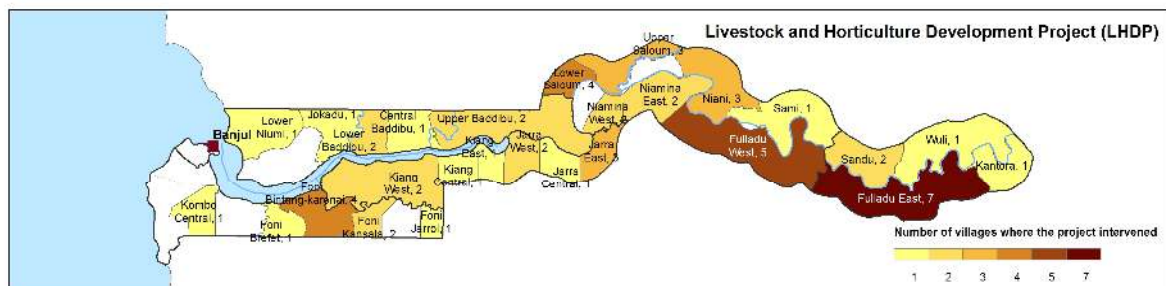 Livestock and Horticulture Development Project (LHDP)
Upper
Saloum, 3
Lower
Saloum, 4
Niamina
East, 2
Niamina
West,
Niani, 3
Sami, 1
Jokadu, 1
Central
Baddibu, 1
Upper Baddibu, 2
Lower
Niumi, 1
Lower
Baddibu, 2
Banjul
Kiang
East, 1
Jarra
West, 2
Jarra
East, 3
Fulladu
West, 5
Wuli, 1
Sandu, 2
Kantora, 1
Kiang
West, 2
Kiang
Central, 1
Jarra
Central, 1
Foni
Bintang-karenai, 4
Fulladu East, 7
Kombo
Central, 1
Foni
Brefet, 1
Foni
Kansala, 2
Foni
Jarrol, 1
Number of villages where the project intervened
1 2 3 4 5 7